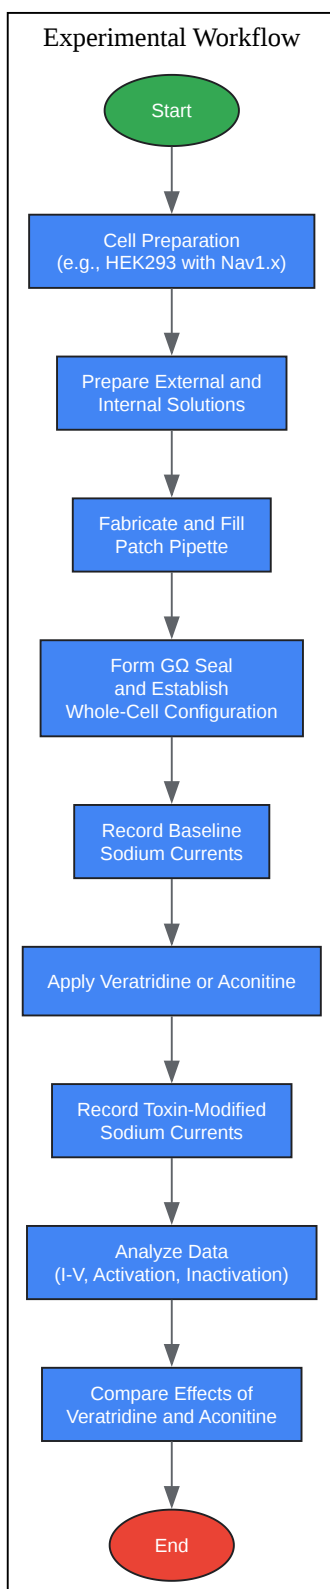 Experimental Workflow
Start
Cell Preparation
(e.g., HEK293 with Nav1.x)
Prepare External and
Internal Solutions
Fabricate and Fill
Patch Pipette
Form GΩ Seal
and Establish
Whole-Cell Configuration
Record Baseline
Sodium Currents
Apply Veratridine or Aconitine
Record Toxin-Modified
Sodium Currents
Analyze Data
(I-V, Activation, Inactivation)
Compare Effects of
Veratridine and Aconitine
End